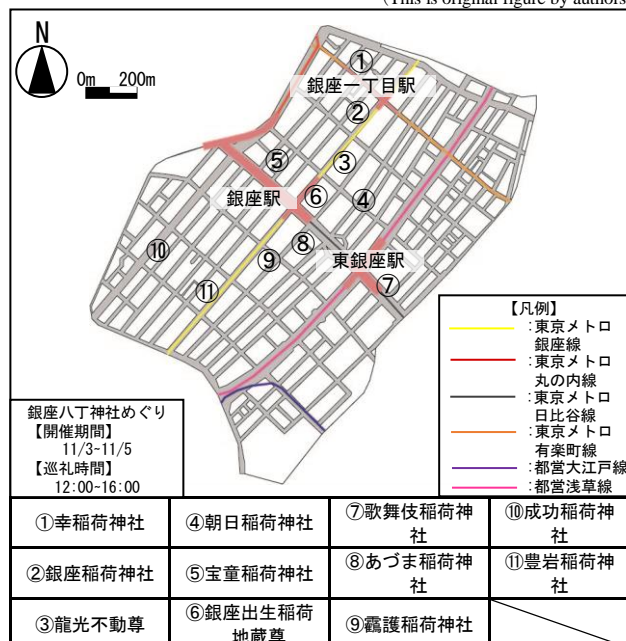 (This is original figure by authors
N
0m 200m
①
銀座一丁目駅
②
③
⑤
⑥
④
銀座駅
⑧
⑩
⑨
東銀座駅
⑦
⑪
【凡例】
:東京メトロ
銀座線
:東京メトロ
丸の内線
:東京メトロ
日比谷線
:東京メトロ
有楽町線
:都営大江戸線
:都営浅草線
銀座八丁神社めぐり
【開催期間】
11/3-11/5
【巡礼時間】
12:00-16:00
①幸稲荷神社
④朝日稲荷神社
⑦歌舞伎稲荷神
社
⑩成功稲荷神
社
②銀座稲荷神社
⑤宝童稲荷神社
⑧あづま稲荷神
社
⑪豊岩稲荷神
社
③龍光不動尊
⑥銀座出生稲荷
地蔵尊
⑨靍護稲荷神社